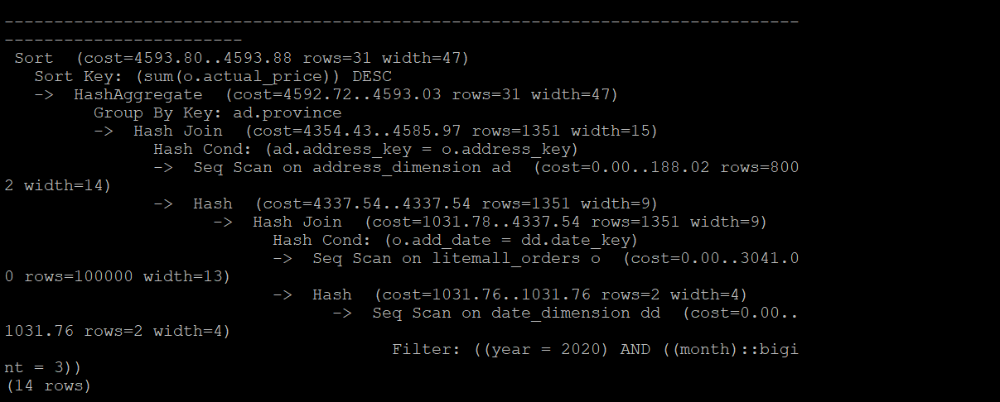 --------------------------------------------------------------------------------
------------------------
 Sort  (cost=4593.80..4593.88 rows=31 width=47)
   Sort Key: (sum(o.actual_price)) DESC
   ->  HashAggregate  (cost=4592.72..4593.03 rows=31 width=47)
         Group By Key: ad.province
         ->  Hash Join  (cost=4354.43..4585.97 rows=1351 width=15)
               Hash Cond: (ad.address_key = o.address_key)
               ->  Seq Scan on address_dimension ad  (cost=0.00..188.02 rows=800
2 width=14)
               ->  Hash  (cost=4337.54..4337.54 rows=1351 width=9)
                     ->  Hash Join  (cost=1031.78..4337.54 rows=1351 width=9)
                           Hash Cond: (o.add_date = dd.date_key)
                           ->  Seq Scan on litemall_orders o  (cost=0.00..3041.0
0 rows=100000 width=13)
                           ->  Hash  (cost=1031.76..1031.76 rows=2 width=4)
                                 ->  Seq Scan on date_dimension dd  (cost=0.00..
1031.76 rows=2 width=4)
                                       Filter: ((year = 2020) AND ((month)::bigi
nt = 3))
(14 rows)